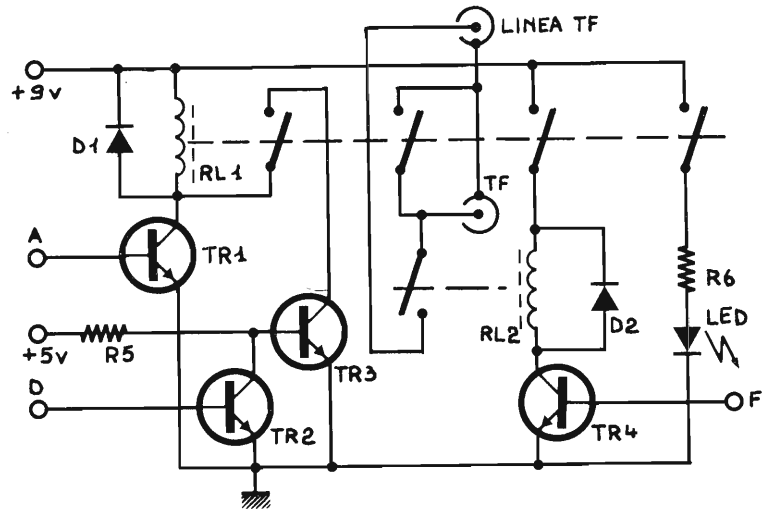 LINEA TF
+9v
D1
RL1
TF
A
TR1
R6
LED
RL2
D2
+5v
R5
TR3
D
TR2
TR4
F